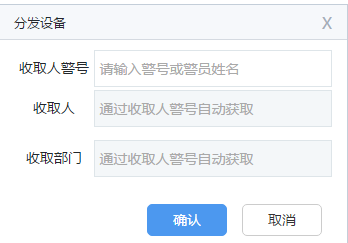 分发设备 X
收取人警号 请输入警号或警员姓名
收取人 通过收取人警号自动获取
收取部门 通过收取人警号自动获取
确认 取消